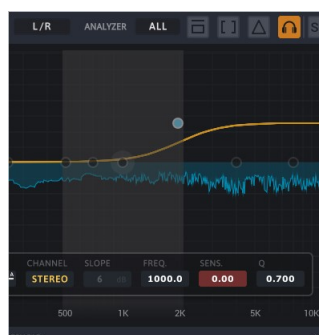 L/R ANALYZER ALL S
CHANNEL SLOPE FREQ. SENS. Q
STEREO 6 dB 1000.0 0.00 0.700
500 1K 2K 5K 10K